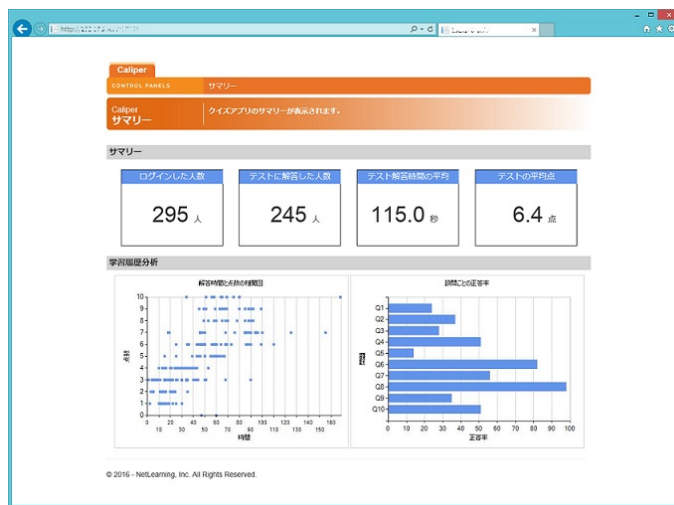 Caliper
CONTROL PANELS サマリー
Caliper
サマリー
クイズアプリのサマリーが表示されます。
サマリー
ログインした人数 テストに解答した人数 テスト解答時間の平均 テストの平均点
295 人 245 人 115.0 秒 6.4 点
学習履歴分析
解答時間と点数の相関図 設問ごとの正答率
10
9
8
7
6
5
4
3
2
1
0
点数
0 20 40 60 80 100 120 140 160
10 30 50 70 90 110 130 150
時間
Q1
Q2
Q3
Q4
Q5
Q6
Q7
Q8
Q9
Q10
問題
0 10 20 30 40 50 60 70 80 90 100
正答率
© 2016 - NetLearning, Inc. All Rights Reserved.